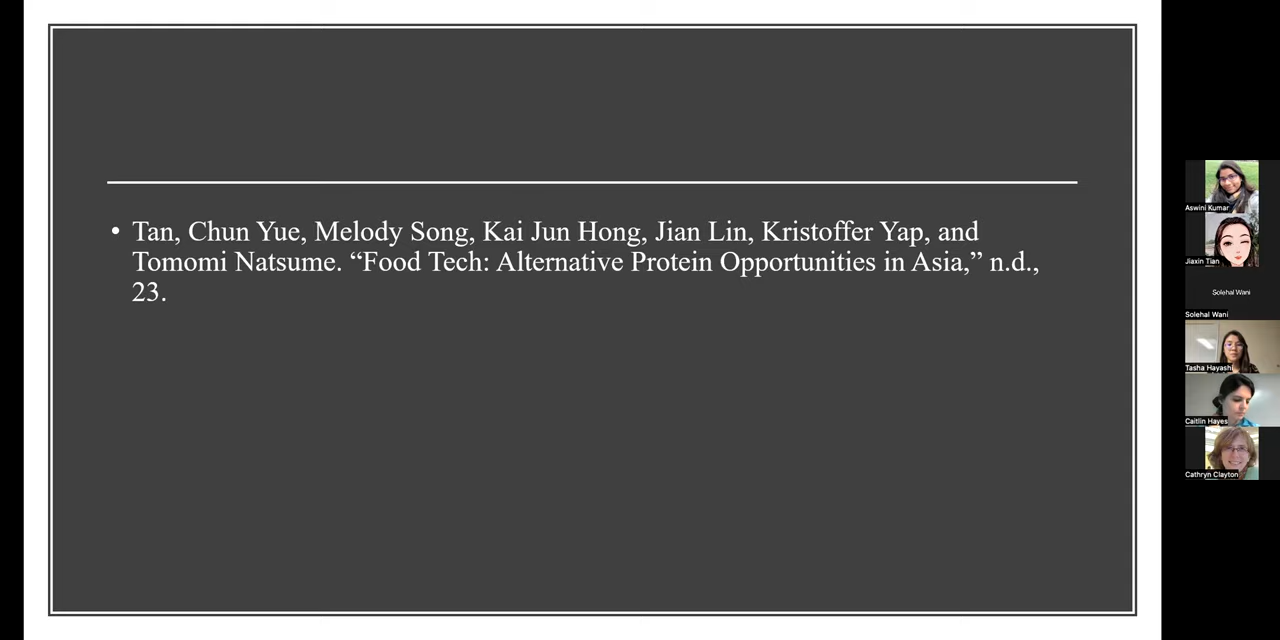 • Tan, Chun Yue, Melody Song, Kai Jun Hong, Jian Lin, Kristoffer Yap, and
Tomomi Natsume. “Food Tech: Alternative Protein Opportunities in Asia,” n.d.,
23.
Aswini Kumar
Jiaxin Tian
Solehal Wani
Solehal Wani
Tasha Hayashi
Caitlin Hayes
Cathryn Clayton